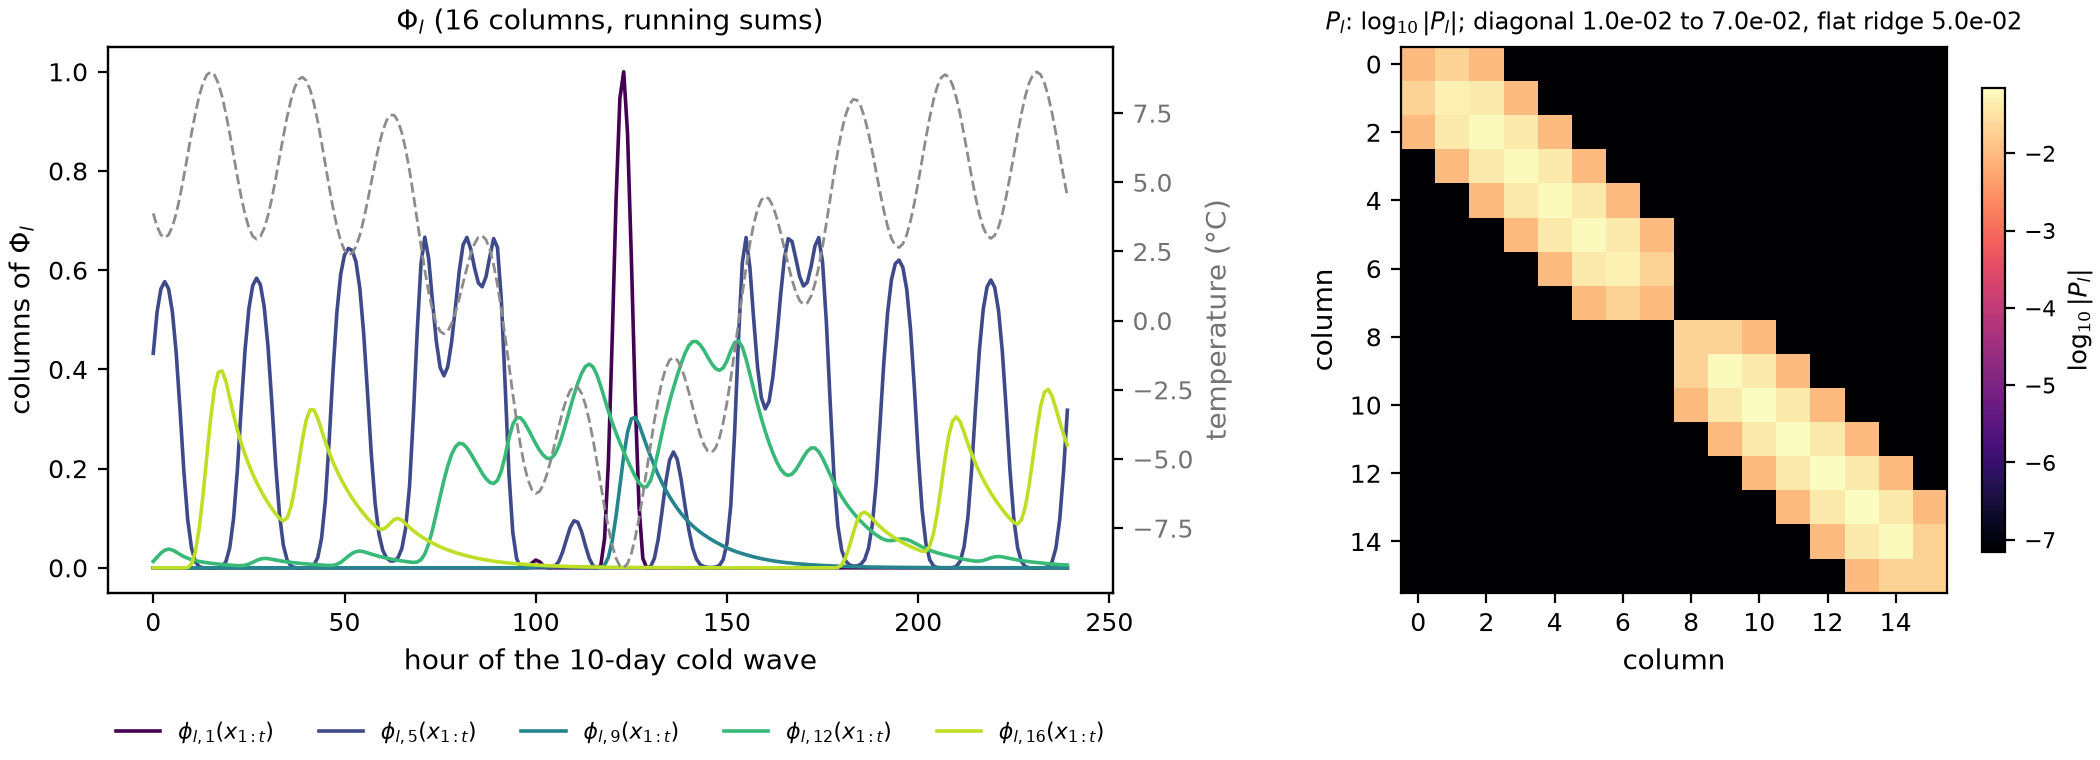 Φ_l (16 columns, running sums)
columns of Φ_l
1.0
0.8
0.6
0.4
0.2
0.0
7.5
5.0
2.5
0.0
−2.5
−5.0
−7.5
temperature (°C)
0 50 100 150 200 250
hour of the 10-day cold wave
ϕ_{l,1}(x_{1:t}) ϕ_{l,5}(x_{1:t}) ϕ_{l,9}(x_{1:t}) ϕ_{l,12}(x_{1:t}) ϕ_{l,16}(x_{1:t})
P_l: log₁₀ |P_l|; diagonal 1.0e-02 to 7.0e-02, flat ridge 5.0e-02
column
0
2
4
6
8
10
12
14
0 2 4 6 8 10 12 14
column
−2
−3
−4
−5
−6
−7
log₁₀ |P_l|